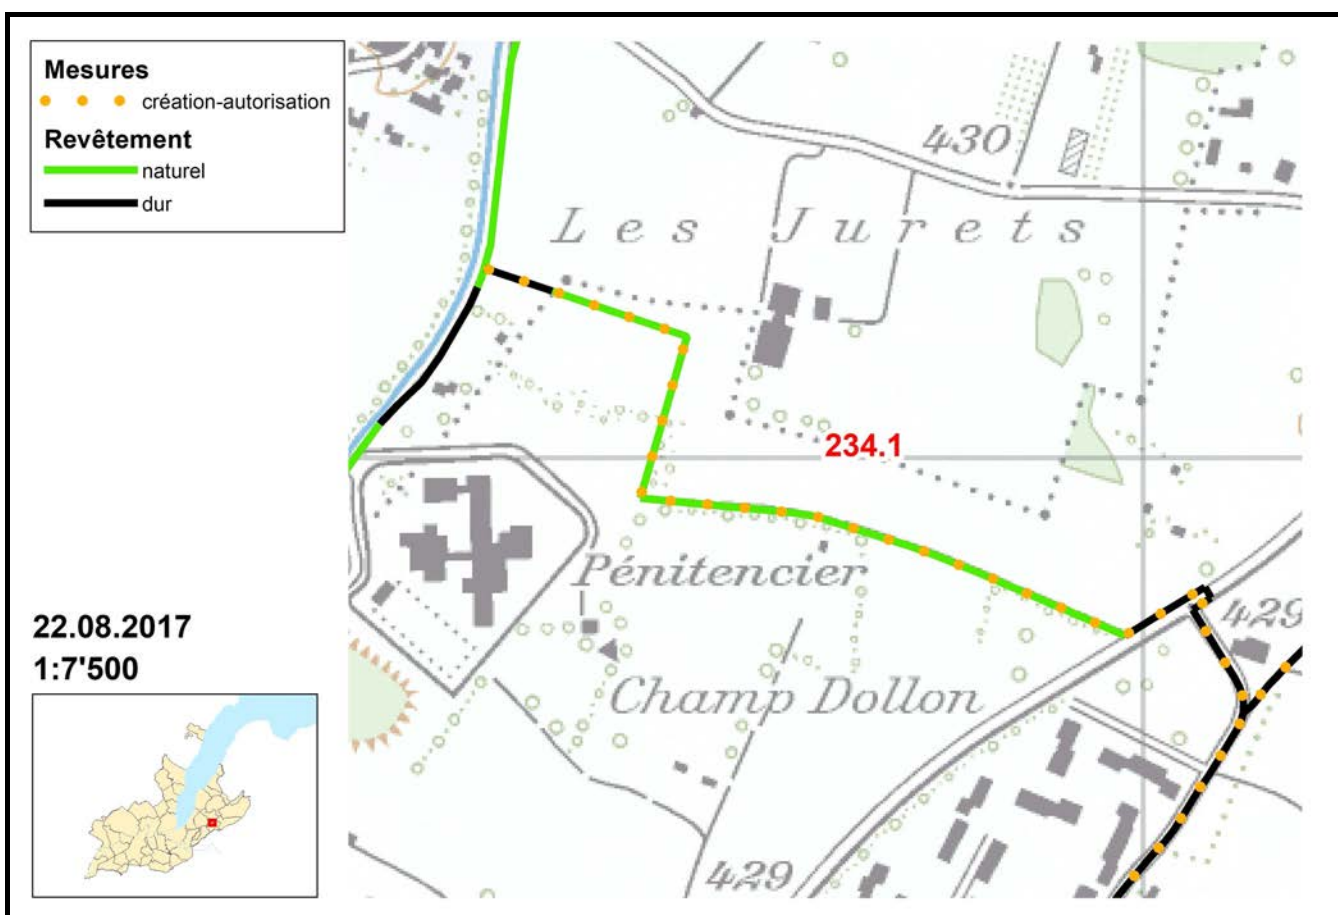 Mesures
création-autorisation
Revêtement
naturel
dur
430
Les Jurets
234.1
Pénitencier
429
Champ Dollon
429
22.08.2017
1:7'500